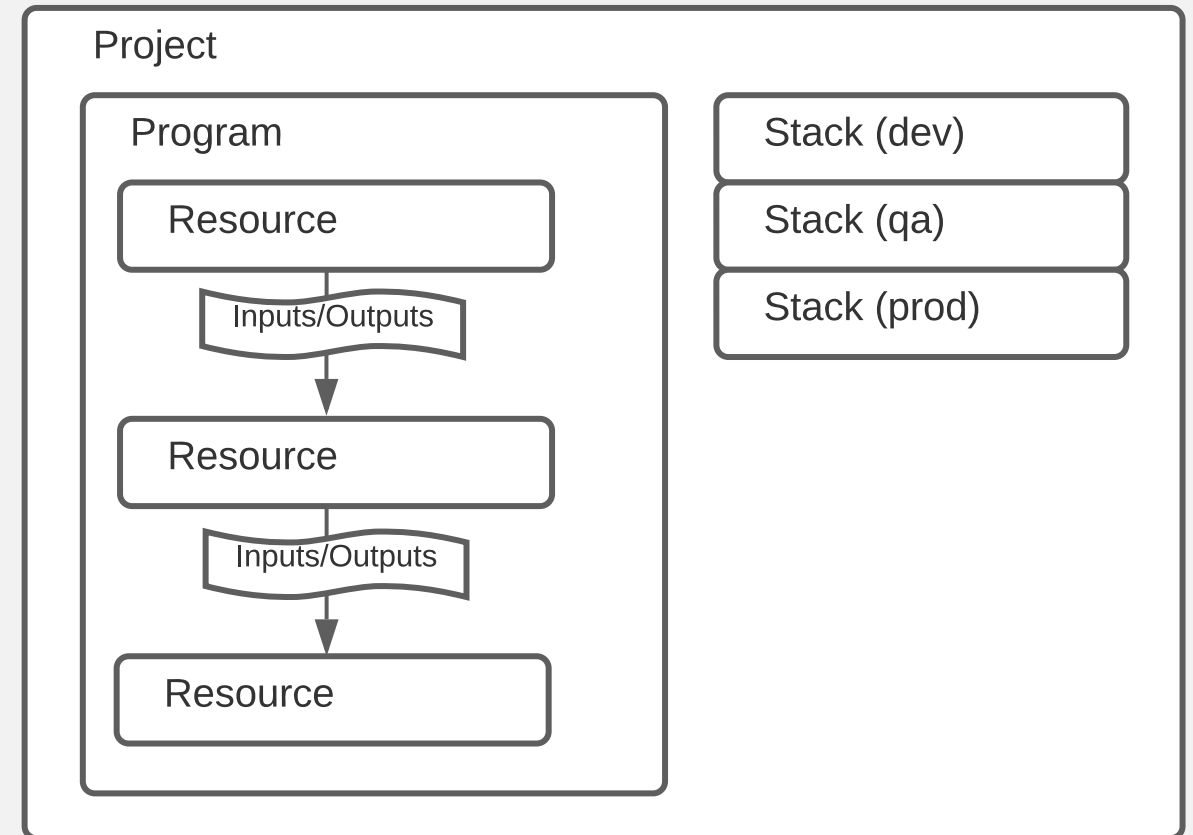 Project
Program
Resource
Inputs/Outputs
Resource
Inputs/Outputs
Resource
Stack (dev)
Stack (qa)
Stack (prod)